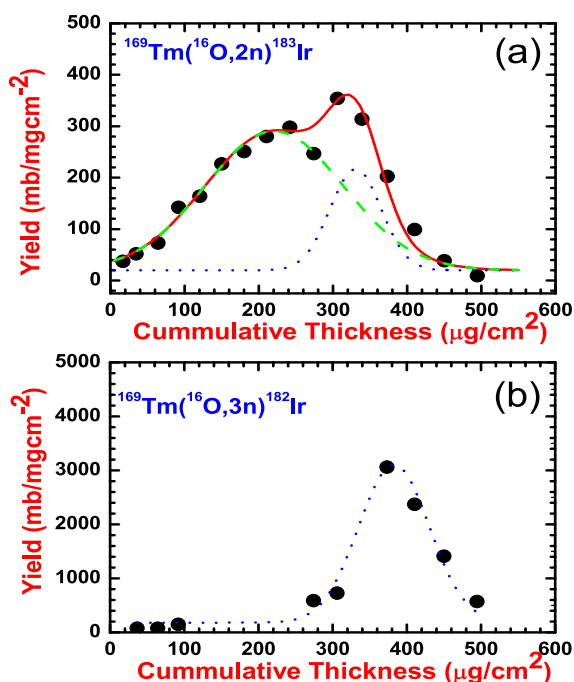 500
400
300
200
100
0
Yield (mb/mgcm⁻²)
¹⁶⁹Tm(¹⁶O,2n)¹⁸³Ir
(a)
0 100 200 300 400 500 600
Cummulative Thickness (μg/cm²)
5000
4000
3000
2000
1000
0
Yield (mb/mgcm⁻²)
¹⁶⁹Tm(¹⁶O,3n)¹⁸²Ir
(b)
0 100 200 300 400 500 600
Cummulative Thickness (μg/cm²)